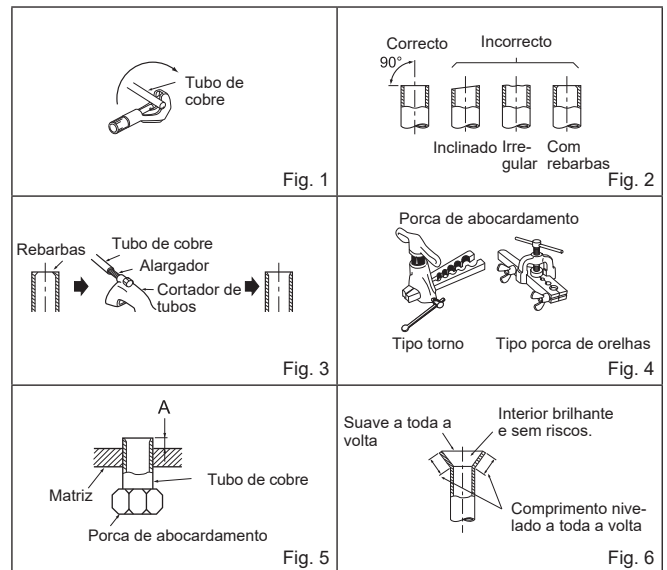 Tubo de
cobre
Fig. 1
Correcto
Incorrecto
90°
Inclinado
Irre-
gular
Com
rebarbas
Fig. 2
Rebarbas
Tubo de cobre
Alargador
Cortador de
tubos
Fig. 3
Porca de abocardamento
Tipo torno
Tipo porca de orelhas
Fig. 4
A
Matriz
Tubo de cobre
Porca de abocardamento
Fig. 5
Suave a toda a
volta
Interior brilhante
e sem riscos.
Comprimento nive-
lado a toda a volta
Fig. 6